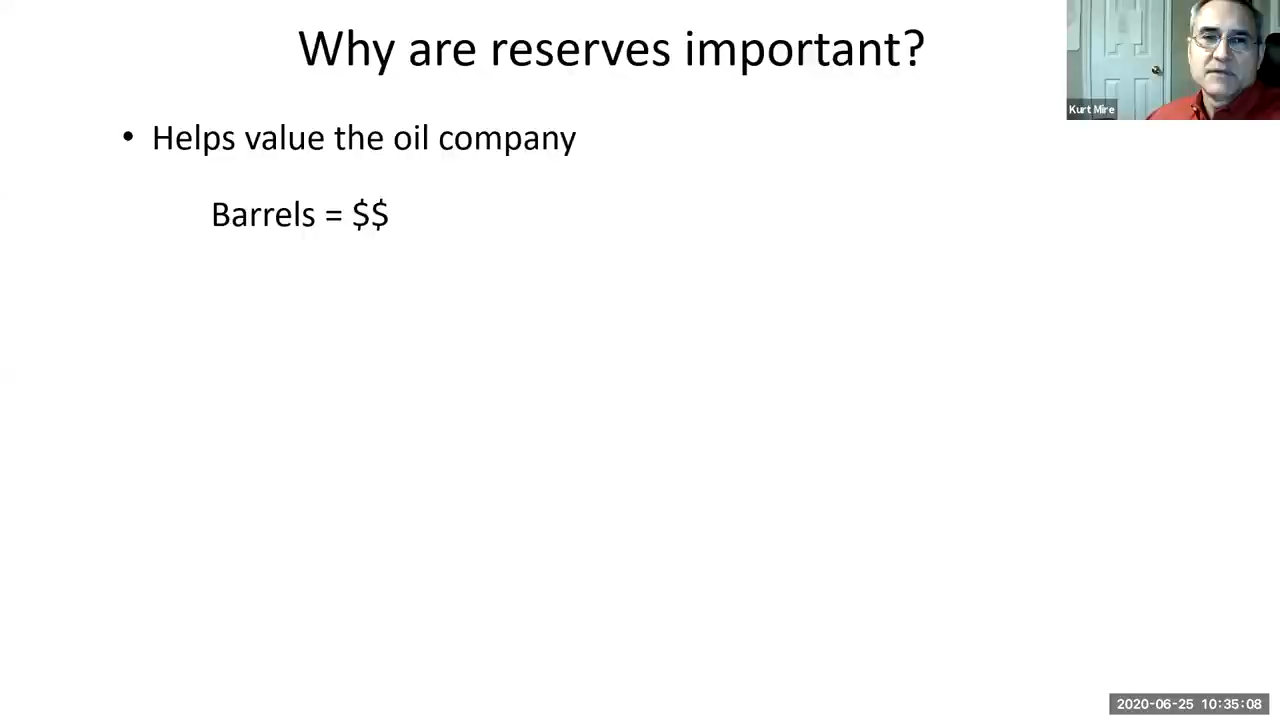 Why are reserves important?
Kurt Mire
• Helps value the oil company
Barrels = $$
2020-06-25 10:35:08